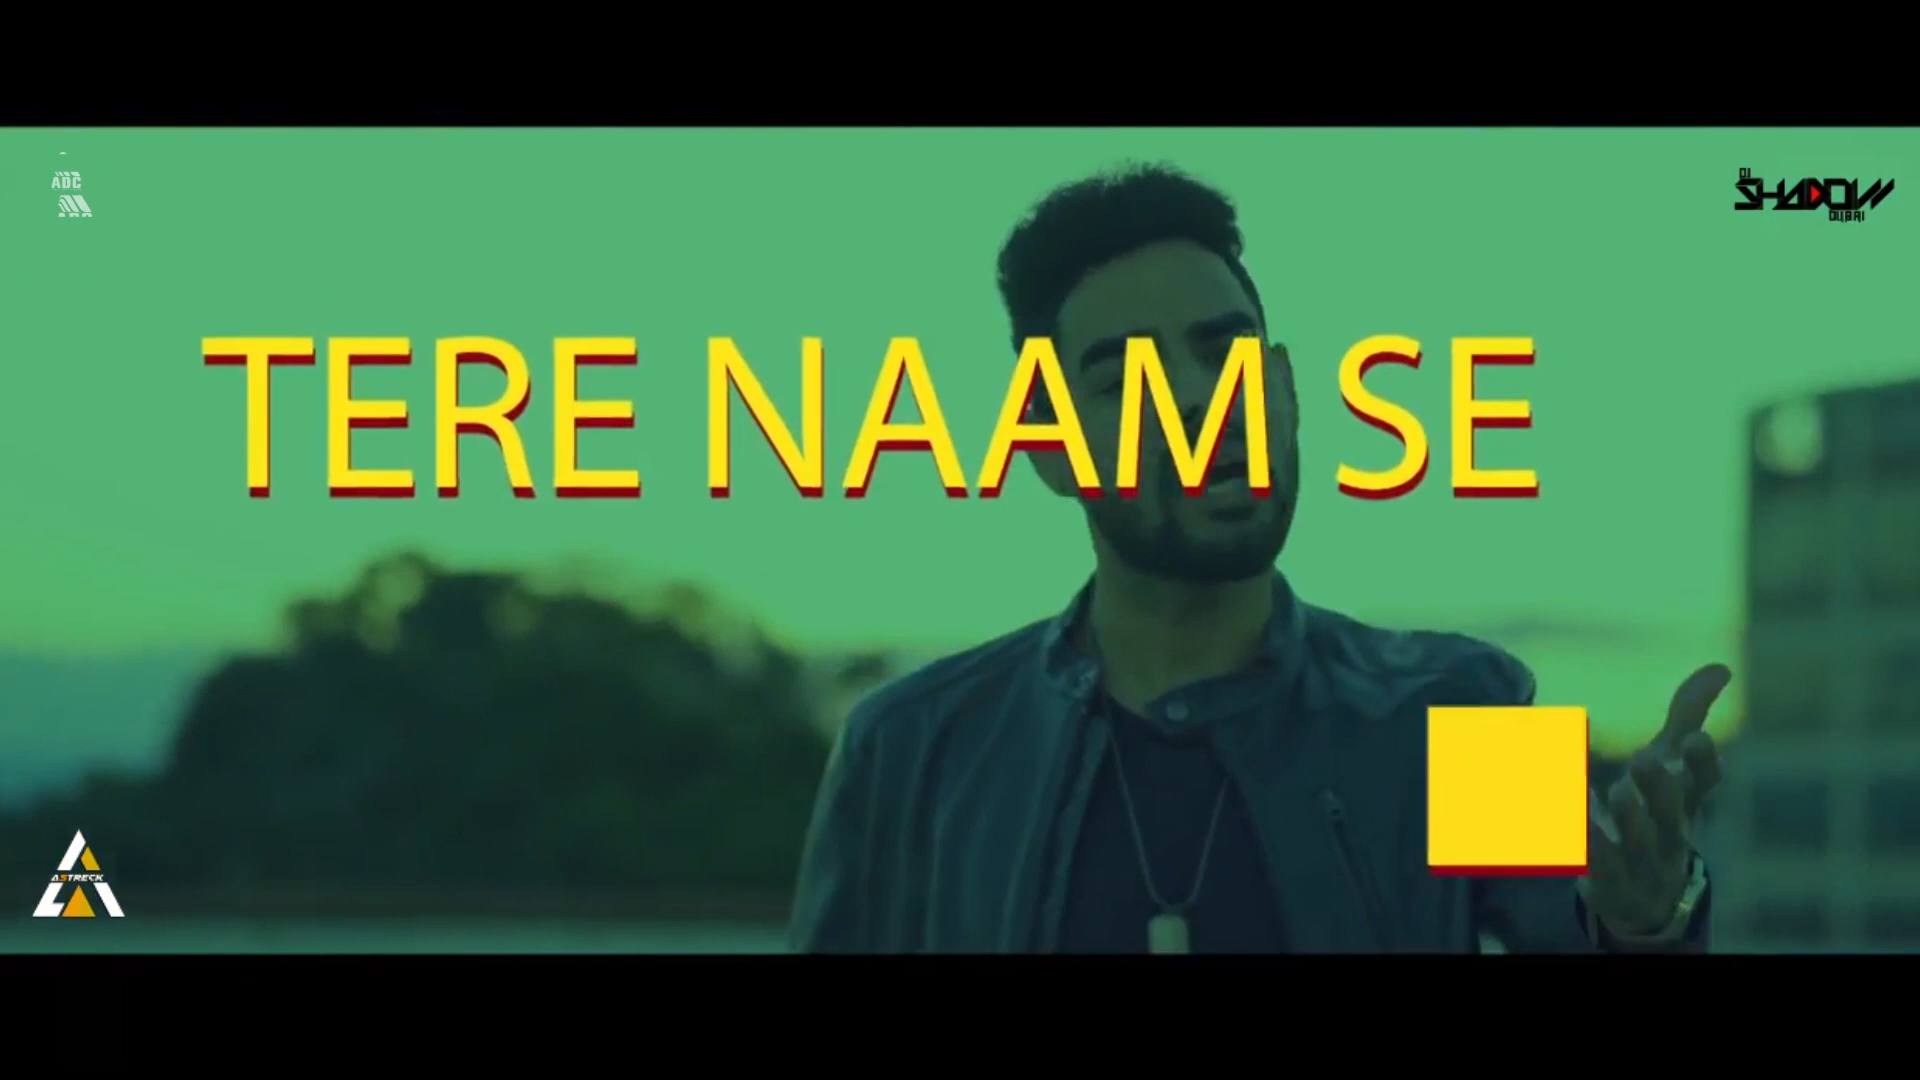 ADC
DJ
SHADOW
DUBAI
TERE NAAM SE
ASTRECK